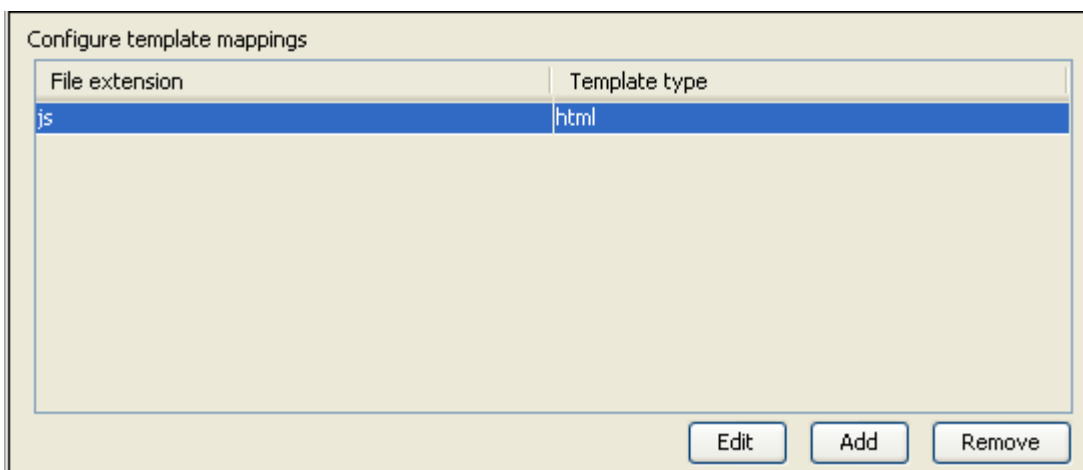 Configure template mappings
File extension Template type
js html
Edit Add Remove